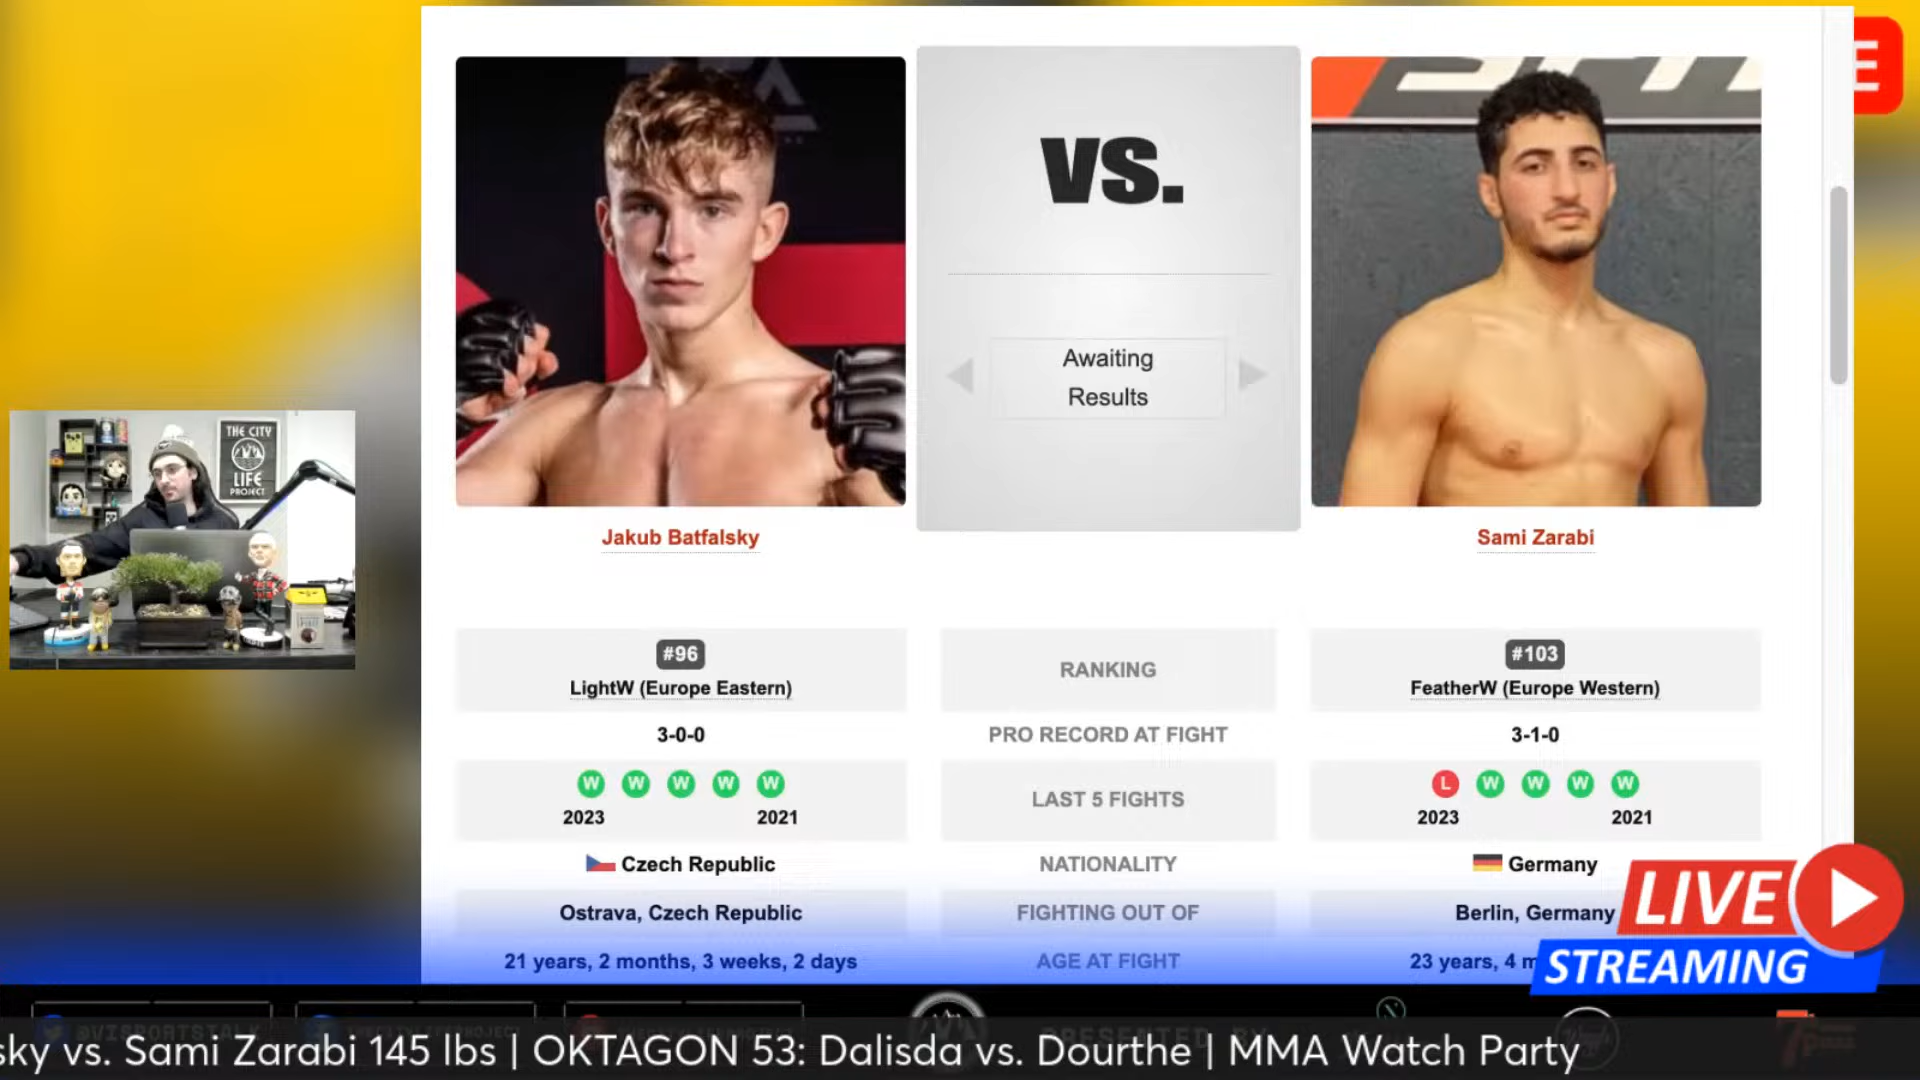 E
VS.
Awaiting
Results
Jakub Batfalsky
Sami Zarabi
THE CITY
LIFE
PROJECT
#96
LightW (Europe Eastern)
RANKING
#103
FeatherW (Europe Western)
3-0-0
PRO RECORD AT FIGHT
3-1-0
W W W W W
LAST 5 FIGHTS
L W W W W
2023 2021
2023 2021
Czech Republic
NATIONALITY
Germany
Ostrava, Czech Republic
FIGHTING OUT OF
Berlin, Germany
21 years, 2 months, 3 weeks, 2 days
AGE AT FIGHT
23 years, 4 m
LIVE
STREAMING
@VISPORTSTALK
PRESENTED BY
sky vs. Sami Zarabi 145 lbs | OKTAGON 53: Dalisda vs. Dourthe | MMA Watch Party